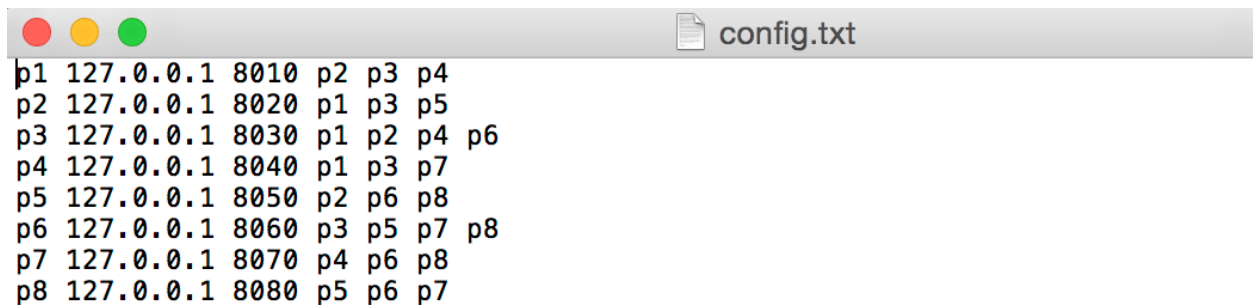 config.txt
p1 127.0.0.1 8010 p2 p3 p4
p2 127.0.0.1 8020 p1 p3 p5
p3 127.0.0.1 8030 p1 p2 p4 p6
p4 127.0.0.1 8040 p1 p3 p7
p5 127.0.0.1 8050 p2 p6 p8
p6 127.0.0.1 8060 p3 p5 p7 p8
p7 127.0.0.1 8070 p4 p6 p8
p8 127.0.0.1 8080 p5 p6 p7